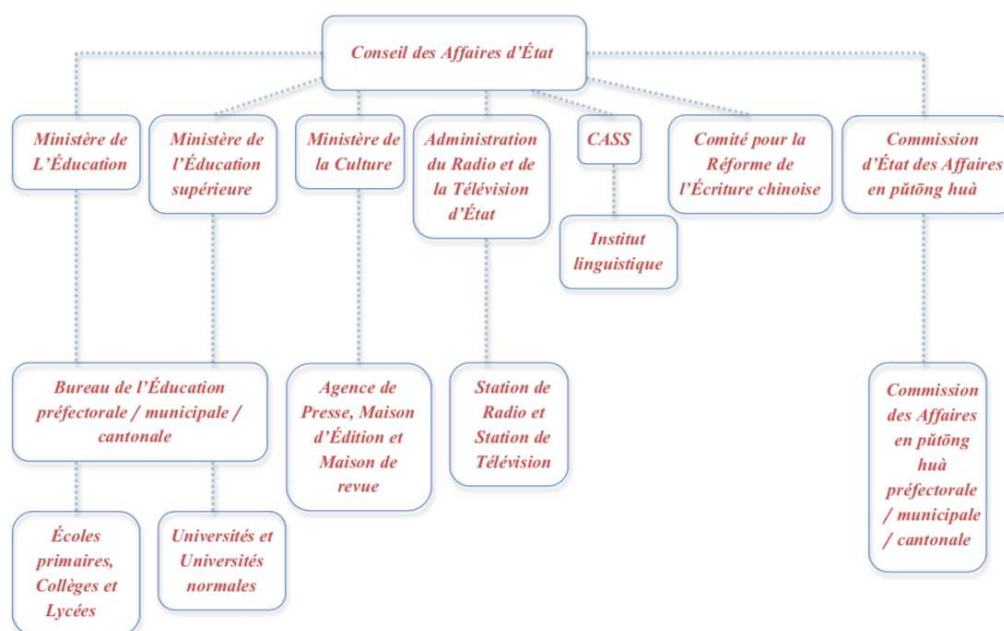 Conseil des Affaires d'État
Ministère de
L'Éducation
Ministère de
l'Éducation
supérieure
Ministère de
la Culture
Administration
du Radio et de
la Télévision
d'État
CASS
Comité pour la
Réforme de
l'Écriture chinoise
Commission
d'État des Affaires
en pǔtōng huà
Institut
linguistique
Bureau de l'Éducation
préfectorale / municipale /
cantonale
Agence de
Presse, Maison
d'Édition et
Maison de
revue
Station de
Radio et
Station de
Télévision
Commission
des Affaires
en pǔtōng
huà
préfectorale
/ municipale
/ cantonale
Écoles
primaires,
Collèges et
Lycées
Universités et
Universités
normales